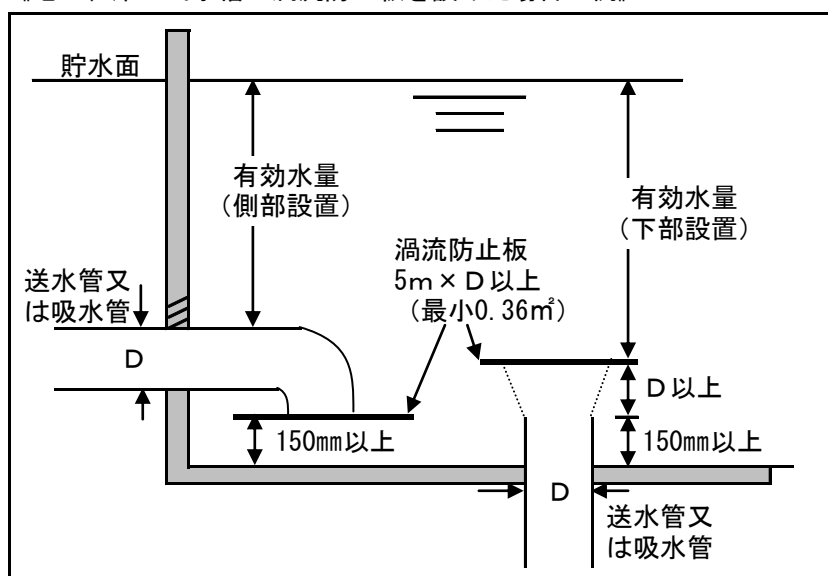 貯水面
有効水量
（側部設置）
有効水量
（下部設置）
渦流防止板
5ｍ×Ｄ以上
（最小0.36㎡）
送水管又
は吸水管
Ｄ
Ｄ以上
150㎜以上
150㎜以上
Ｄ
送水管又
は吸水管